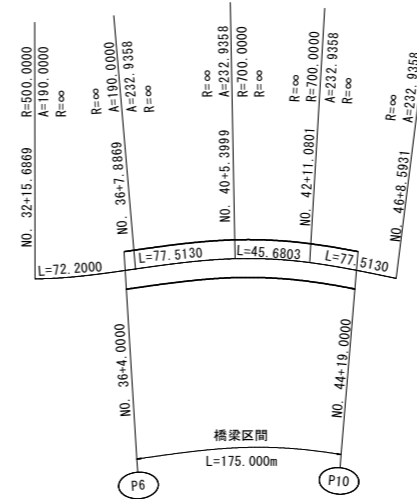 R=500.0000
A=190.0000
R=∞
NO. 32+15.6869
R=∞
A=190.0000
A=232.9358
R=∞
NO. 36+7.8869
R=∞
A=232.9358
R=700.0000
R=∞
NO. 40+5.3999
R=∞
R=700.0000
A=232.9358
R=∞
NO. 42+11.0801
R=∞
A=232.9358
NO. 46+8.5931
L=72.2000
L=77.5130
L=45.6803
L=77.5130
NO. 36+4.0000
NO. 44+19.0000
橋梁区間
L=175.000m
P6
P10